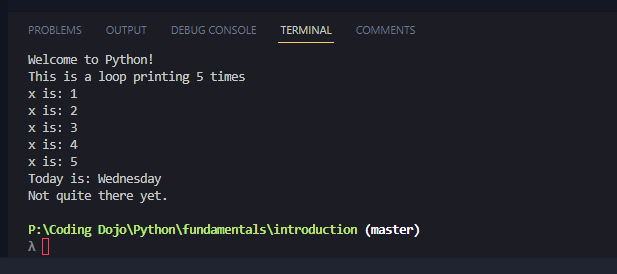 PROBLEMS OUTPUT DEBUG CONSOLE TERMINAL COMMENTS
Welcome to Python!
This is a loop printing 5 times
x is: 1
x is: 2
x is: 3
x is: 4
x is: 5
Today is: Wednesday
Not quite there yet.
P:\Coding Dojo\Python\fundamentals\introduction (master)
λ